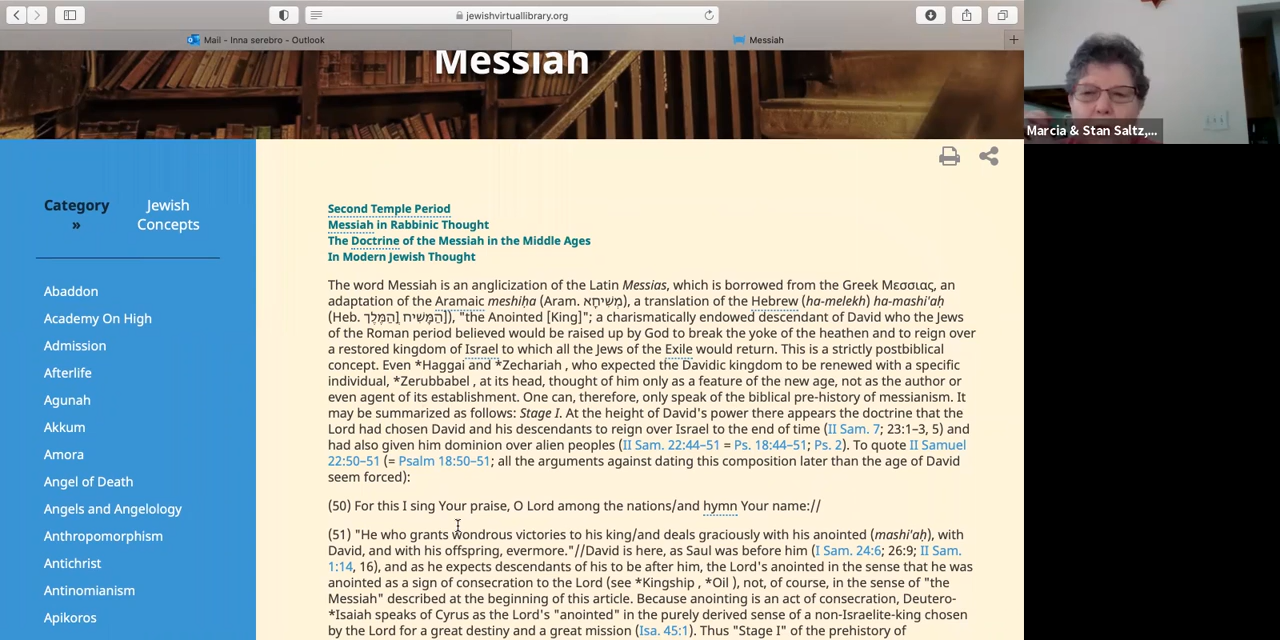 jewishvirtuallibrary.org
Mail - Inna serebro - Outlook
Messiah
Messiah
Marcia & Stan Saltz,...
Category »
Jewish Concepts
Abaddon
Academy On High
Admission
Afterlife
Agunah
Akkum
Amora
Angel of Death
Angels and Angelology
Anthropomorphism
Antichrist
Antinomianism
Apikoros
Second Temple Period
Messiah in Rabbinic Thought
The Doctrine of the Messiah in the Middle Ages
In Modern Jewish Thought
The word Messiah is an anglicization of the Latin Messias, which is borrowed from the Greek Μεσσιας, an
adaptation of the Aramaic meshiḥa (Aram. מְשִׁיחָא), a translation of the Hebrew (ha-melekh) ha-mashi'aḥ
(Heb. הַמָּשִׁיחַ [הַמֶּלֶךְ]), "the Anointed [King]"; a charismatically endowed descendant of David who the Jews
of the Roman period believed would be raised up by God to break the yoke of the heathen and to reign over
a restored kingdom of Israel to which all the Jews of the Exile would return. This is a strictly postbiblical
concept. Even *Haggai and *Zechariah , who expected the Davidic kingdom to be renewed with a specific
individual, *Zerubbabel , at its head, thought of him only as a feature of the new age, not as the author or
even agent of its establishment. One can, therefore, only speak of the biblical pre-history of messianism. It
may be summarized as follows: Stage I. At the height of David's power there appears the doctrine that the
Lord had chosen David and his descendants to reign over Israel to the end of time (II Sam. 7; 23:1–3, 5) and
had also given him dominion over alien peoples (II Sam. 22:44–51 = Ps. 18:44–51; Ps. 2). To quote II Samuel
22:50–51 (= Psalm 18:50–51; all the arguments against dating this composition later than the age of David
seem forced):
(50) For this I sing Your praise, O Lord among the nations/and hymn Your name://
(51) "He who grants wondrous victories to his king/and deals graciously with his anointed (mashi'aḥ), with
David, and with his offspring, evermore."//David is here, as Saul was before him (I Sam. 24:6; 26:9; II Sam.
1:14, 16), and as he expects descendants of his to be after him, the Lord's anointed in the sense that he was
anointed as a sign of consecration to the Lord (see *Kingship , *Oil ), not, of course, in the sense of "the
Messiah" described at the beginning of this article. Because anointing is an act of consecration, Deutero-
*Isaiah speaks of Cyrus as the Lord's "anointed" in the purely derived sense of a non-Israelite-king chosen
by the Lord for a great destiny and a great mission (Isa. 45:1). Thus "Stage I" of the prehistory of